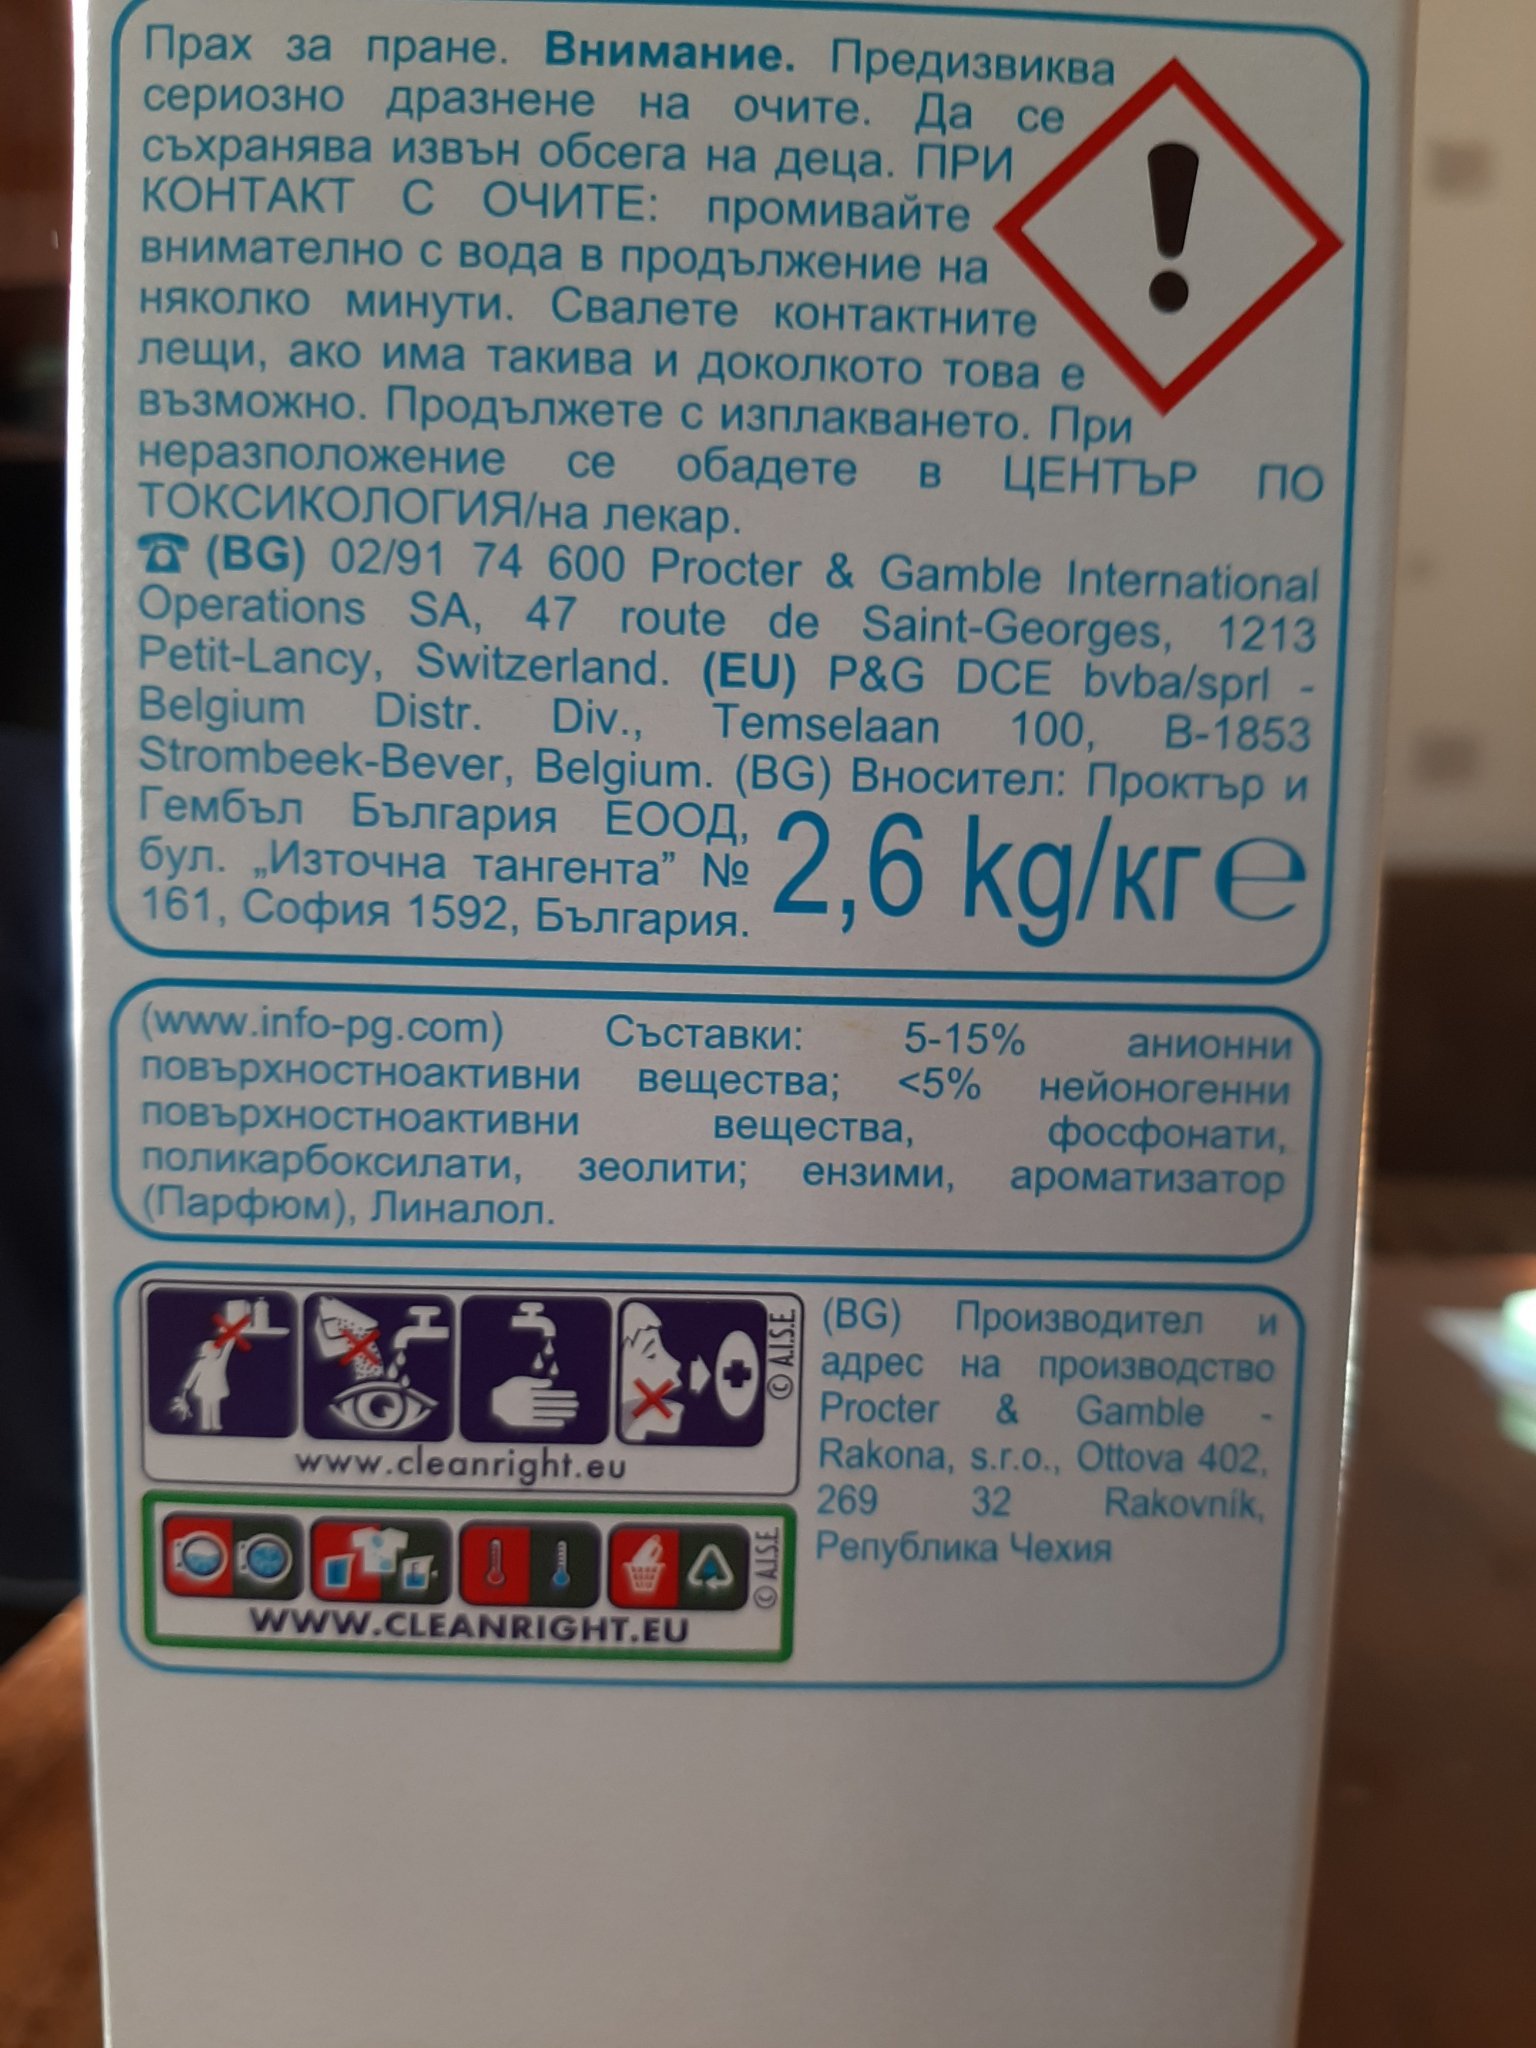 Прах за пране. Внимание. Предизвиква
сериозно дразнене на очите. Да се
съхранява извън обсега на деца. ПРИ
КОНТАКТ С ОЧИТЕ: промивайте
внимателно с вода в продължение на
няколко минути. Свалете контактните
лещи, ако има такива и доколкото това е
възможно. Продължете с изплакването. При
неразположение се обадете в ЦЕНТЪР ПО
ТОКСИКОЛОГИЯ/на лекар.
☎ (BG) 02/91 74 600 Procter & Gamble International
Operations SA, 47 route de Saint-Georges, 1213
Petit-Lancy, Switzerland. (EU) P&G DCE bvba/sprl -
Belgium Distr. Div., Temselaan 100, B-1853
Strombeek-Bever, Belgium. (BG) Вносител: Проктър и
Гембъл България ЕООД,
бул. „Източна тангента” №
161, София 1592, България.
2,6 kg/кг℮
(www.info-pg.com) Съставки: 5-15% анионни
повърхностноактивни вещества; <5% нейоногенни
повърхностноактивни вещества, фосфонати,
поликарбоксилати, зеолити; ензими, ароматизатор
(Парфюм), Линалол.
© A.I.S.E.
www.cleanright.eu
© A.I.S.E.
WWW.CLEANRIGHT.EU
(BG) Производител и
адрес на производство
Procter & Gamble -
Rakona, s.r.o., Ottova 402,
269 32 Rakovník,
Република Чехия